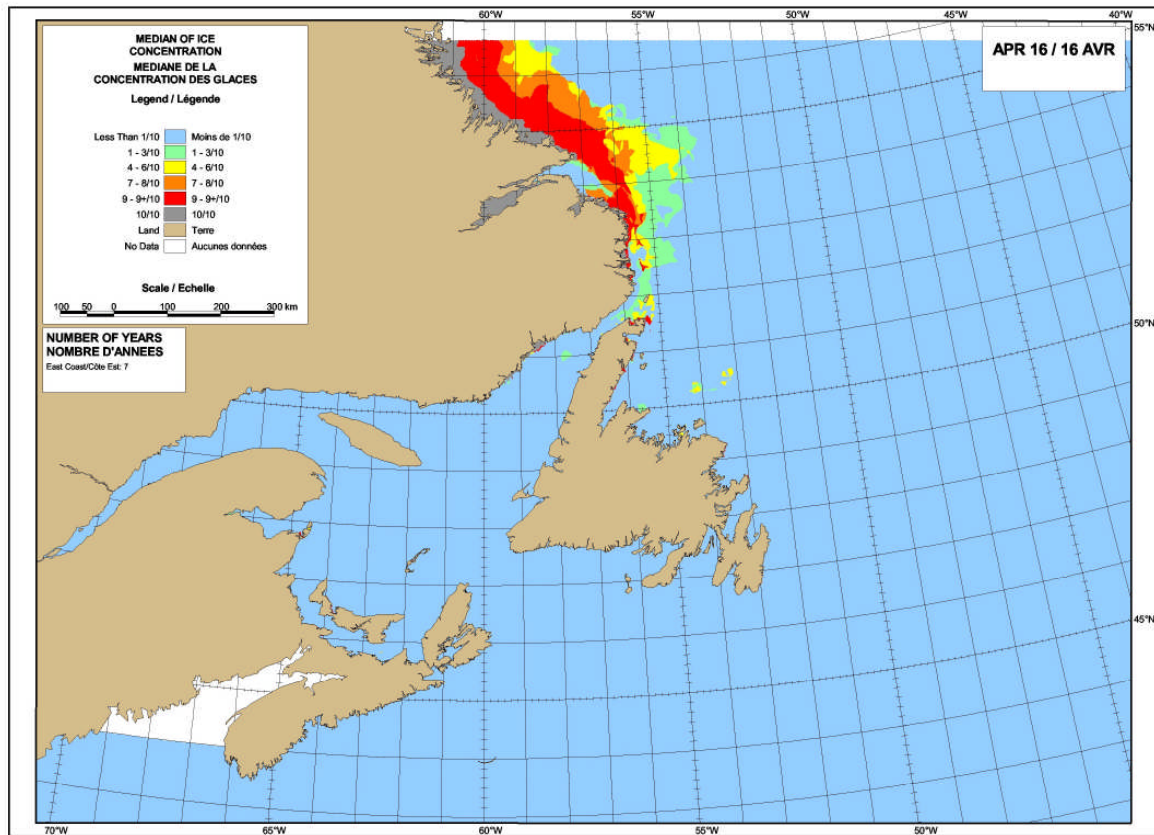 60°W 55°W 50°W 45°W 40°W
55°N
MEDIAN OF ICE
CONCENTRATION
MEDIANE DE LA
CONCENTRATION DES GLACES
Legend / Légende
Less Than 1/10 Moins de 1/10
1 - 3/10 1 - 3/10
4 - 6/10 4 - 6/10
7 - 8/10 7 - 8/10
9 - 9+/10 9 - 9+/10
10/10 10/10
Land Terre
No Data Aucunes données
Scale / Echelle
100 50 0 100 200 300 km
APR 16 / 16 AVR
NUMBER OF YEARS
NOMBRE D'ANNEES
East Coast/Côte Est: 7
50°N
45°N
70°W 65°W 60°W 55°W 50°W